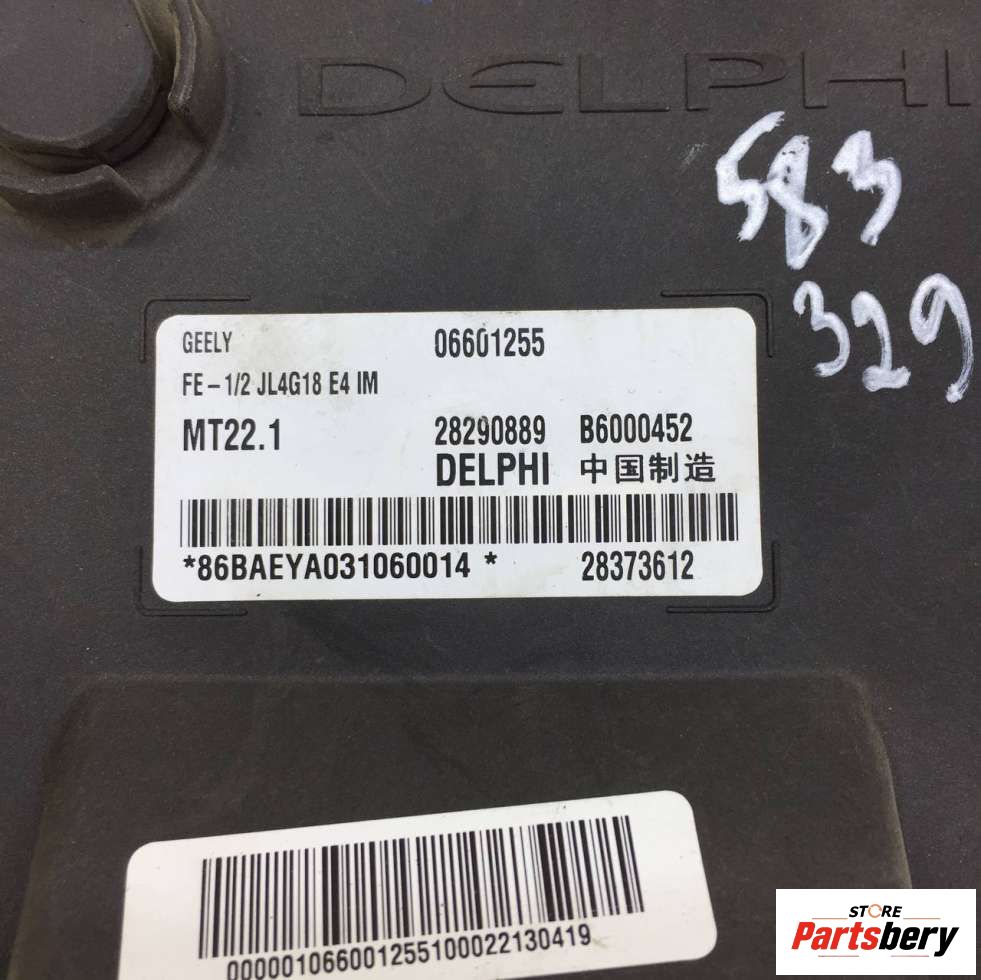 DELPHI
583
329
GEELY 06601255
FE-1/2 JL4G18 E4 IM
MT22.1 28290889 B6000452
DELPHI 中国制造
*86BAEYA031060014 * 28373612
000001066001255100022130419
STORE
Partsbery